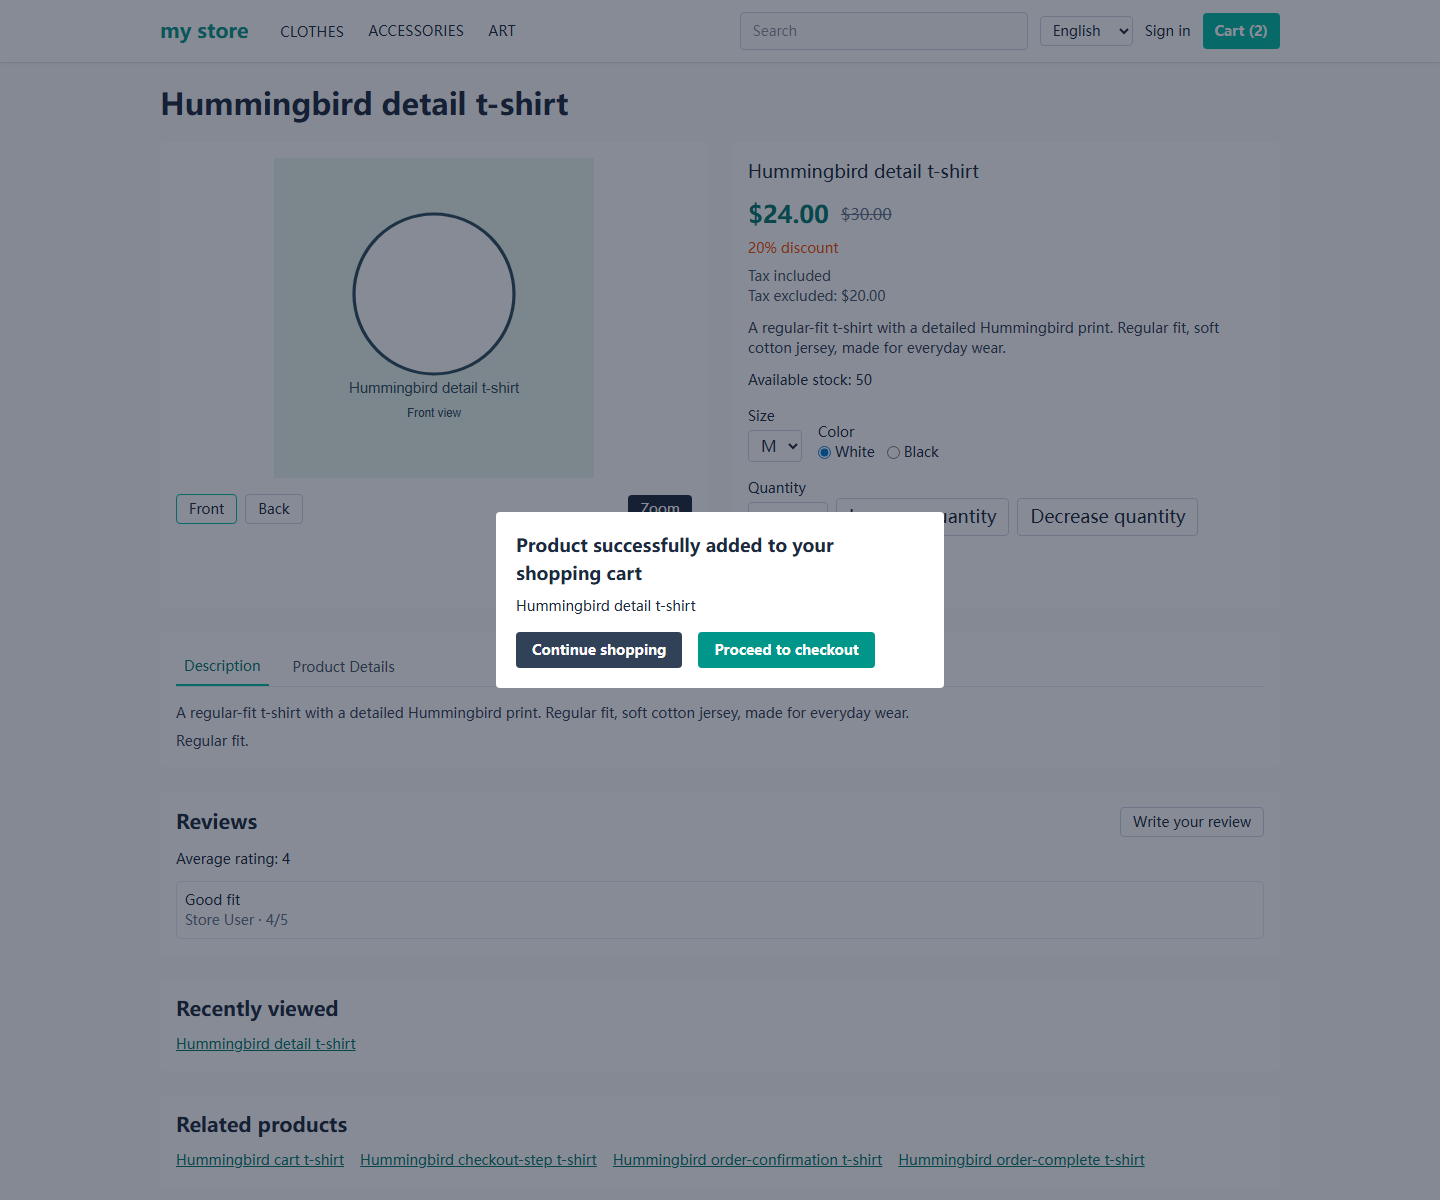 my store CLOTHES ACCESSORIES ART Search English Sign in Cart (2)
Hummingbird detail t-shirt
Hummingbird detail t-shirt
Front view
Front Back Zoom
Hummingbird detail t-shirt
$24.00 $30.00
20% discount
Tax included
Tax excluded: $20.00
A regular-fit t-shirt with a detailed Hummingbird print. Regular fit, soft
cotton jersey, made for everyday wear.
Available stock: 50
Size
M
Color
White Black
Quantity
Decrease quantity
Product successfully added to your
shopping cart
Hummingbird detail t-shirt
Continue shopping Proceed to checkout
Description Product Details
A regular-fit t-shirt with a detailed Hummingbird print. Regular fit, soft cotton jersey, made for everyday wear.
Regular fit.
Reviews Write your review
Average rating: 4
Good fit
Store User · 4/5
Recently viewed
Hummingbird detail t-shirt
Related products
Hummingbird cart t-shirt Hummingbird checkout-step t-shirt Hummingbird order-confirmation t-shirt Hummingbird order-complete t-shirt